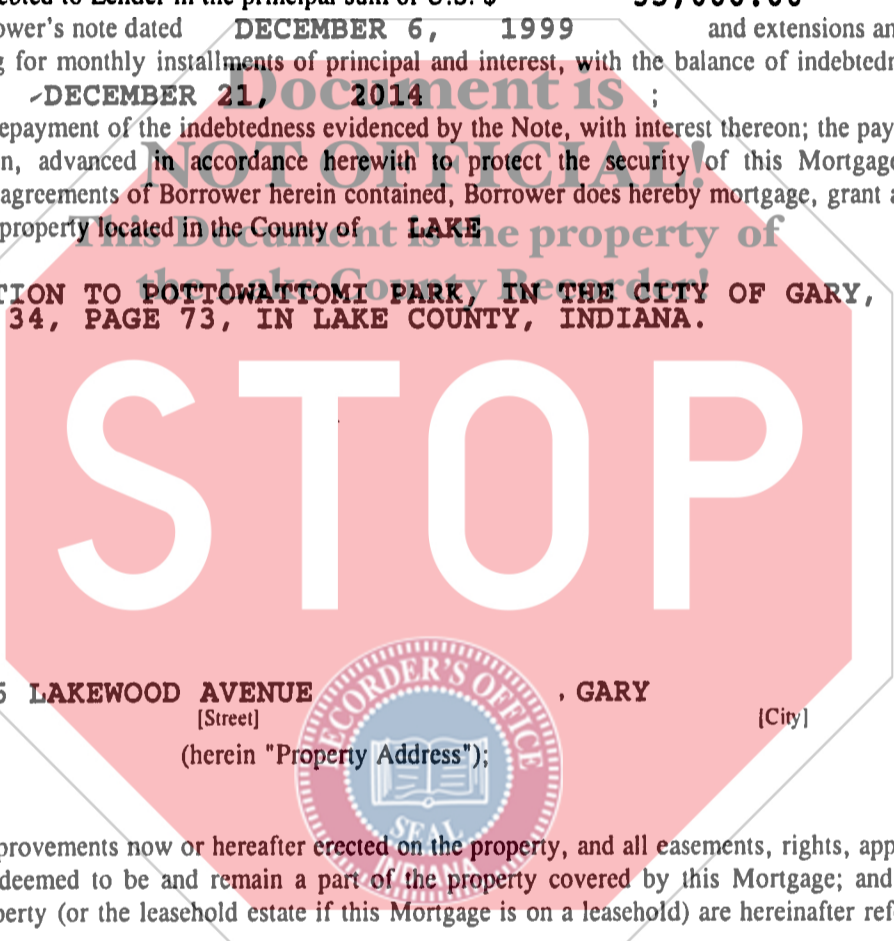 ebted to Lender in the principal sum of U.S. $
ower's note dated DECEMBER 6, 1999 and extensions an
g for monthly installments of principal and interest, with the balance of indebtedn
DECEMBER 21, 2014 ;
Document is
epayment of the indebtedness evidenced by the Note, with interest thereon; the pay
n, advanced in accordance herewith to protect the security of this Mortgage
NOT OFFICIAL!
agreements of Borrower herein contained, Borrower does hereby mortgage, grant a
property located in the County of LAKE
This Document is the property of
the Lake County Recorder!
TION TO POTTOWATTOMI PARK, IN THE CITY OF GARY,
34, PAGE 73, IN LAKE COUNTY, INDIANA.
STOP
5 LAKEWOOD AVENUE , GARY
[Street] [City]
(herein "Property Address");
RECORDER'S OFFICE
SEAL
INDIANA
provements now or hereafter erected on the property, and all easements, rights, app
deemed to be and remain a part of the property covered by this Mortgage; and
perty (or the leasehold estate if this Mortgage is on a leasehold) are hereinafter ref